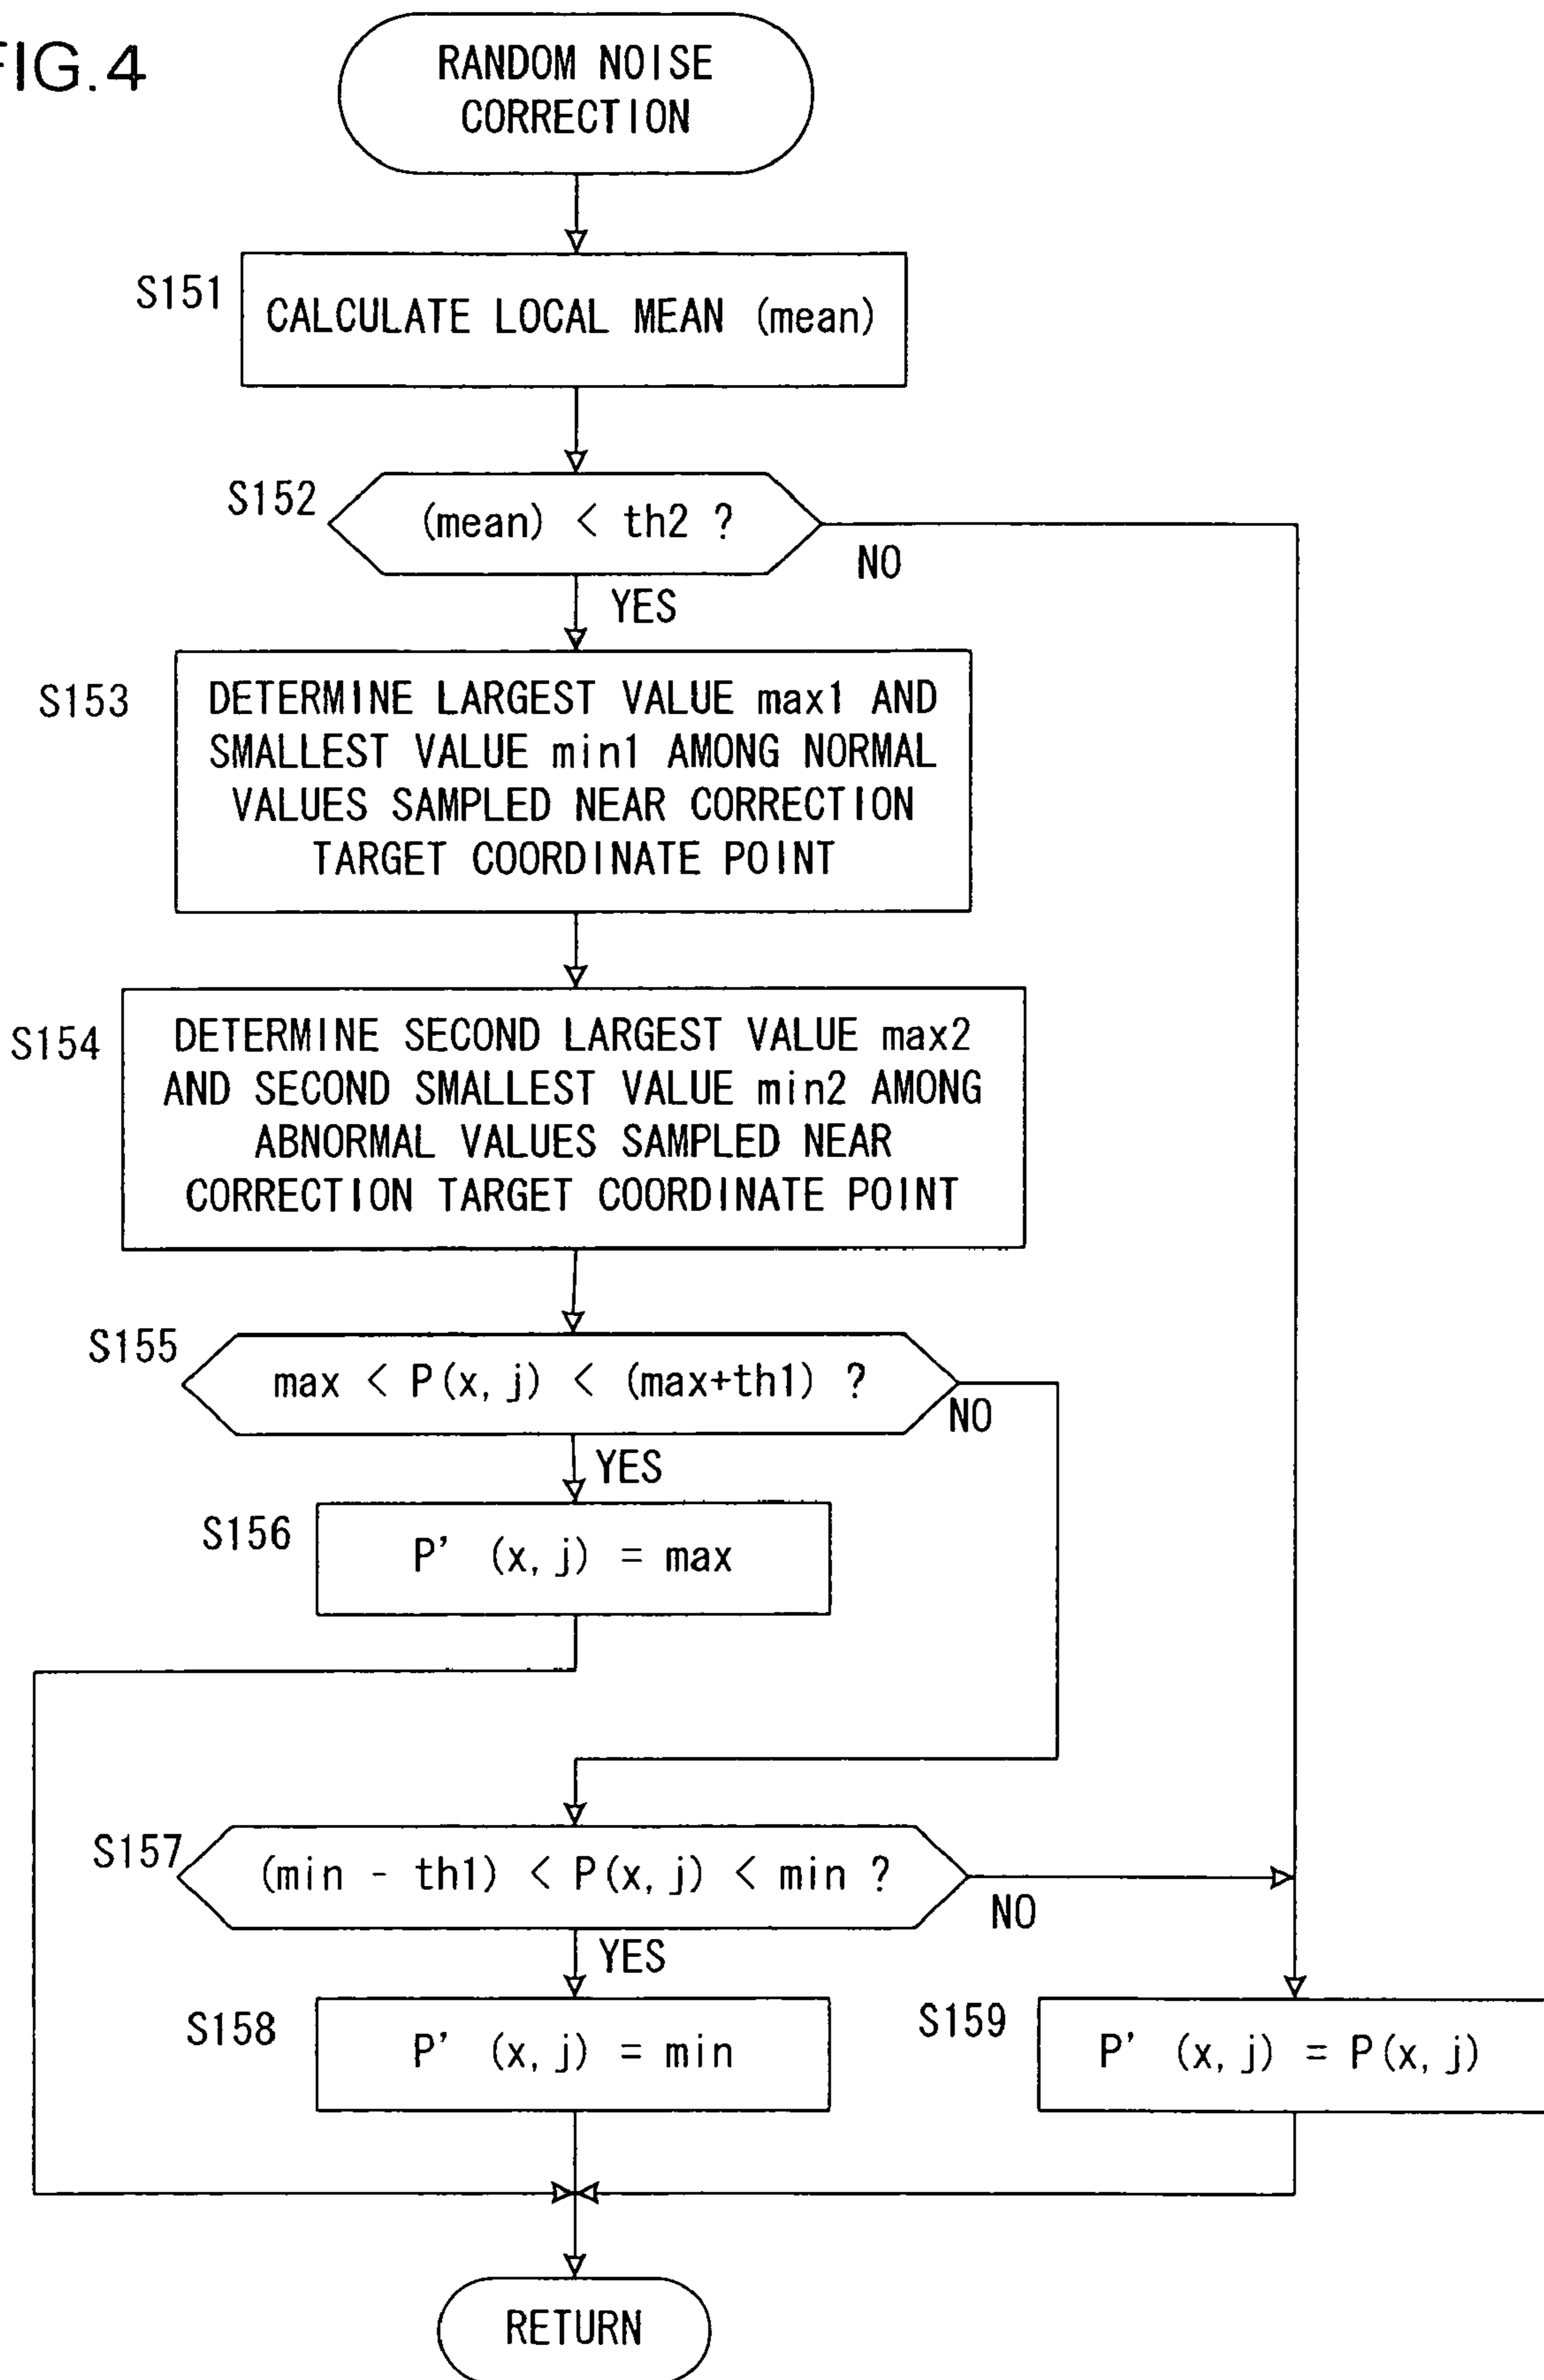 FIG.4
RANDOM NOISE
CORRECTION
S151
CALCULATE LOCAL MEAN (mean)
S152
(mean) < th2 ?
NO
YES
S153
DETERMINE LARGEST VALUE max1 AND
SMALLEST VALUE min1 AMONG NORMAL
VALUES SAMPLED NEAR CORRECTION
TARGET COORDINATE POINT
S154
DETERMINE SECOND LARGEST VALUE max2
AND SECOND SMALLEST VALUE min2 AMONG
ABNORMAL VALUES SAMPLED NEAR
CORRECTION TARGET COORDINATE POINT
S155
max < P(x, j) < (max+th1) ?
NO
YES
S156
P' (x, j) = max
S157
(min - th1) < P(x, j) < min ?
NO
YES
S158
P' (x, j) = min
S159
P' (x, j) = P(x, j)
RETURN